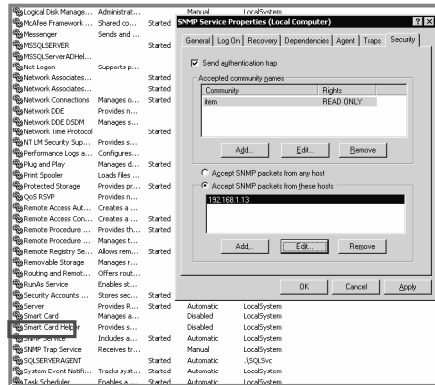 Logical Disk Manage... Administrat... Manual LocalSystem
McAfee Framework ... Shared co... Started
SNMP Service Properties (Local Computer)
Messenger Sends and ...
MSSQLSERVER Started
MSSQLServerADHel...
Net Logon Supports p...
Network Associates... Started
Network Associates... Started
Network Connections Manages o... Started
Network DDE Provides n...
Network DDE DSDM Manages s...
Network Time Protocol Started
NT LM Security Sup... Provides s...
Performance Logs a... Configures...
Plug and Play Manages d... Started
Print Spooler Loads files ...
Protected Storage Provides pr... Started
QoS RSVP Provides n...
Remote Access Aut... Creates a ...
Remote Access Con... Creates a ... Started
Remote Procedure ... Provides th... Started
Remote Procedure ... Manages t...
Remote Registry Se... Allows rem... Started
Removable Storage Manages r...
Routing and Remot... Offers rout...
RunAs Service Enables st...
Security Accounts ... Stores sec... Started
Server Provides R... Started Automatic LocalSystem
Smart Card Manages a... Disabled LocalSystem
Smart Card Helper Provides s... Disabled LocalSystem
SNMP Service Includes a... Started Automatic LocalSystem
SNMP Trap Service Receives tr... Manual LocalSystem
SQLSERVERAGENT Started Automatic .\SQLSvc
System Event Notifi... Tracks syst... Started Automatic LocalSystem
Task Scheduler Enables a ... Started Automatic LocalSystem
General Log On Recovery Dependencies Agent Traps Security
Send authentication trap
Accepted community names
Community Rights
item READ ONLY
Add... Edit... Remove
Accept SNMP packets from any host
Accept SNMP packets from these hosts
192.168.1.13
Add... Edit... Remove
OK Cancel Apply